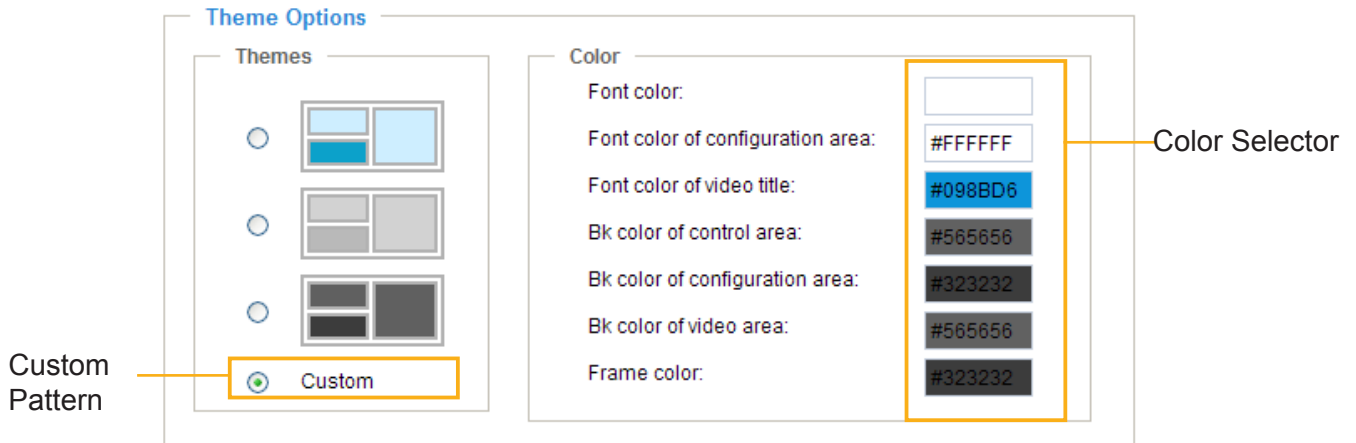 Theme Options
Themes
Custom
Color
Font color:
Font color of configuration area: #FFFFFF
Font color of video title: #098BD6
Bk color of control area: #565656
Bk color of configuration area: #323232
Bk color of video area: #565656
Frame color: #323232
Color Selector
Custom
Pattern